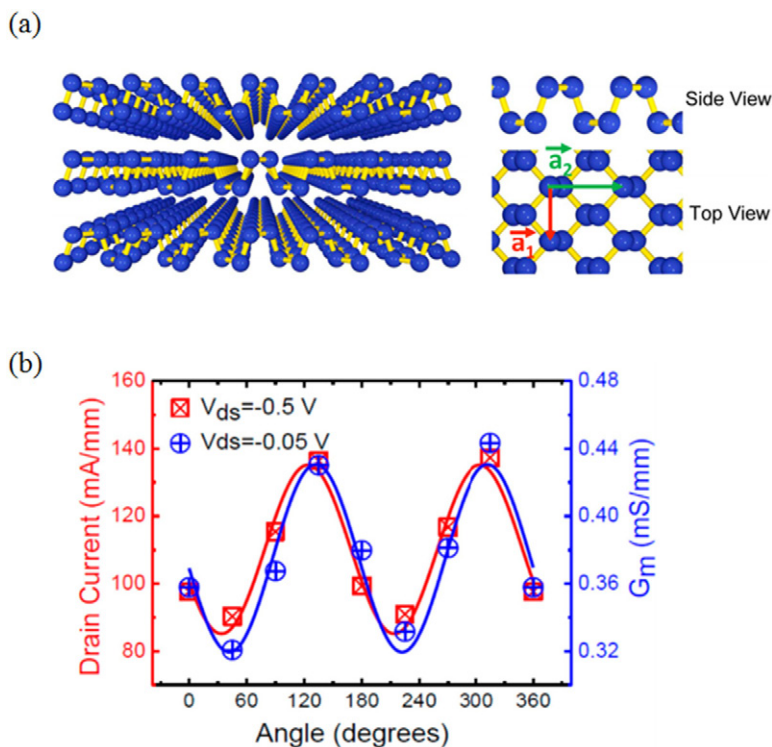 (a)
Side View
a2
a1
Top View
(b)
160
140
120
100
80
Drain Current (mA/mm)
Vds=-0.5 V
Vds=-0.05 V
0.48
0.44
0.40
0.36
0.32
Gm (mS/mm)
0 60 120 180 240 300 360
Angle (degrees)